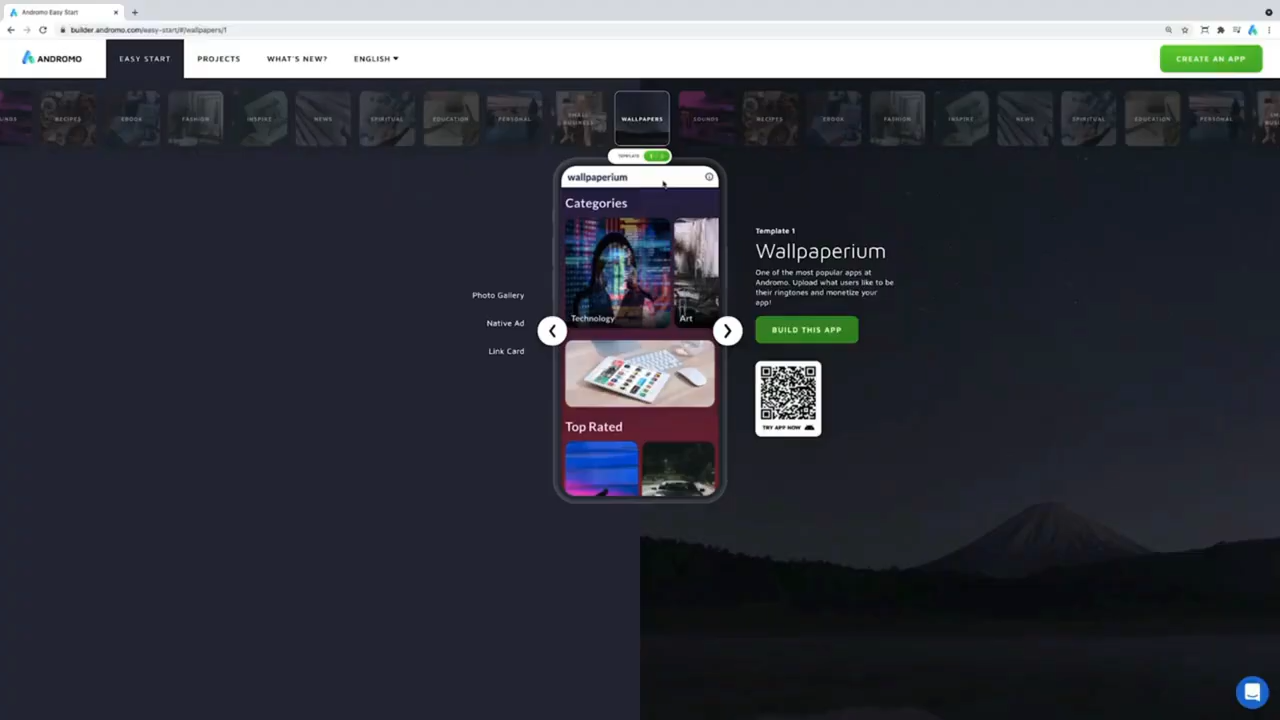 Andromo Easy Start
builder.andromo.com/easy-start/#/wallpapers/1
ANDROMO
EASY START
PROJECTS
WHAT'S NEW?
ENGLISH
CREATE AN APP
RECIPES
EBOOK
FASHION
INSPIRE
NEWS
SPIRITUAL
EDUCATION
PERSONAL
SMALL
BUSINESS
WALLPAPERS
SOUNDS
RECIPES
EBOOK
FASHION
INSPIRE
NEWS
SPIRITUAL
EDUCATION
PERSONAL
TEMPLATE
wallpaperium
Categories
Technology
Art
Top Rated
Photo Gallery
Native Ad
Link Card
Template 1
Wallpaperium
One of the most popular apps at
Andromo. Upload what users like to be
their ringtones and monetize your
app!
BUILD THIS APP
TRY APP NOW